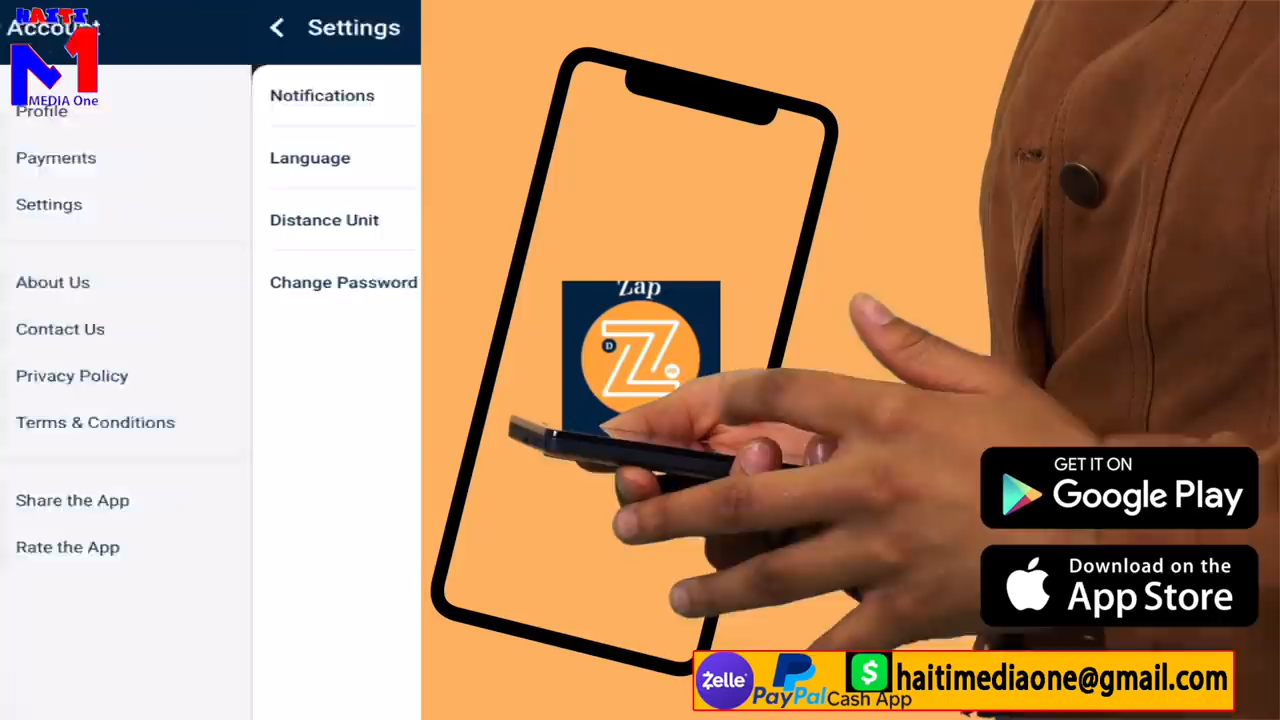 HAITI
M1
MEDIA One
Account
Profile
Payments
Settings
About Us
Contact Us
Privacy Policy
Terms & Conditions
Share the App
Rate the App
Settings
Notifications
Language
Distance Unit
Change Password
Zap
D
Z
GET IT ON
Google Play
Download on the
App Store
Zelle
PayPal
$
Cash App
haitimediaone@gmail.com